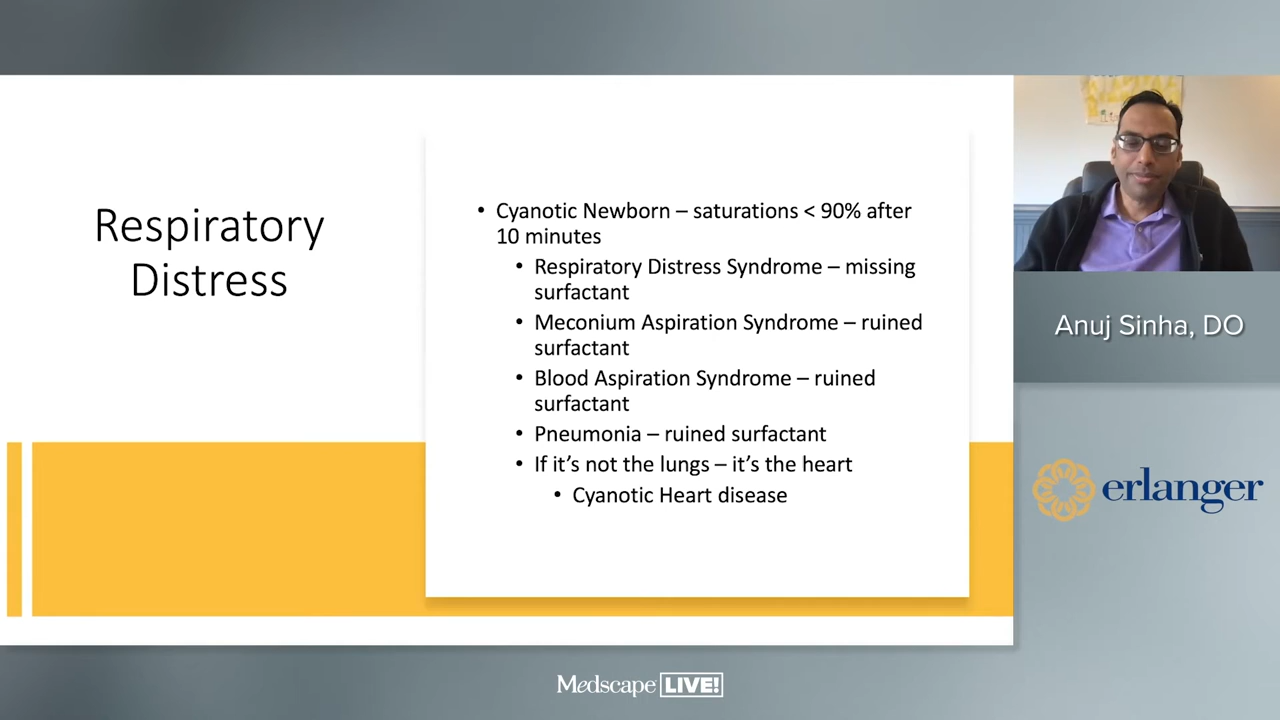 Respiratory
Distress
• Cyanotic Newborn – saturations < 90% after
10 minutes
• Respiratory Distress Syndrome – missing
surfactant
• Meconium Aspiration Syndrome – ruined
surfactant
• Blood Aspiration Syndrome – ruined
surfactant
• Pneumonia – ruined surfactant
• If it’s not the lungs – it’s the heart
• Cyanotic Heart disease
Anuj Sinha, DO
erlanger
Medscape LIVE!